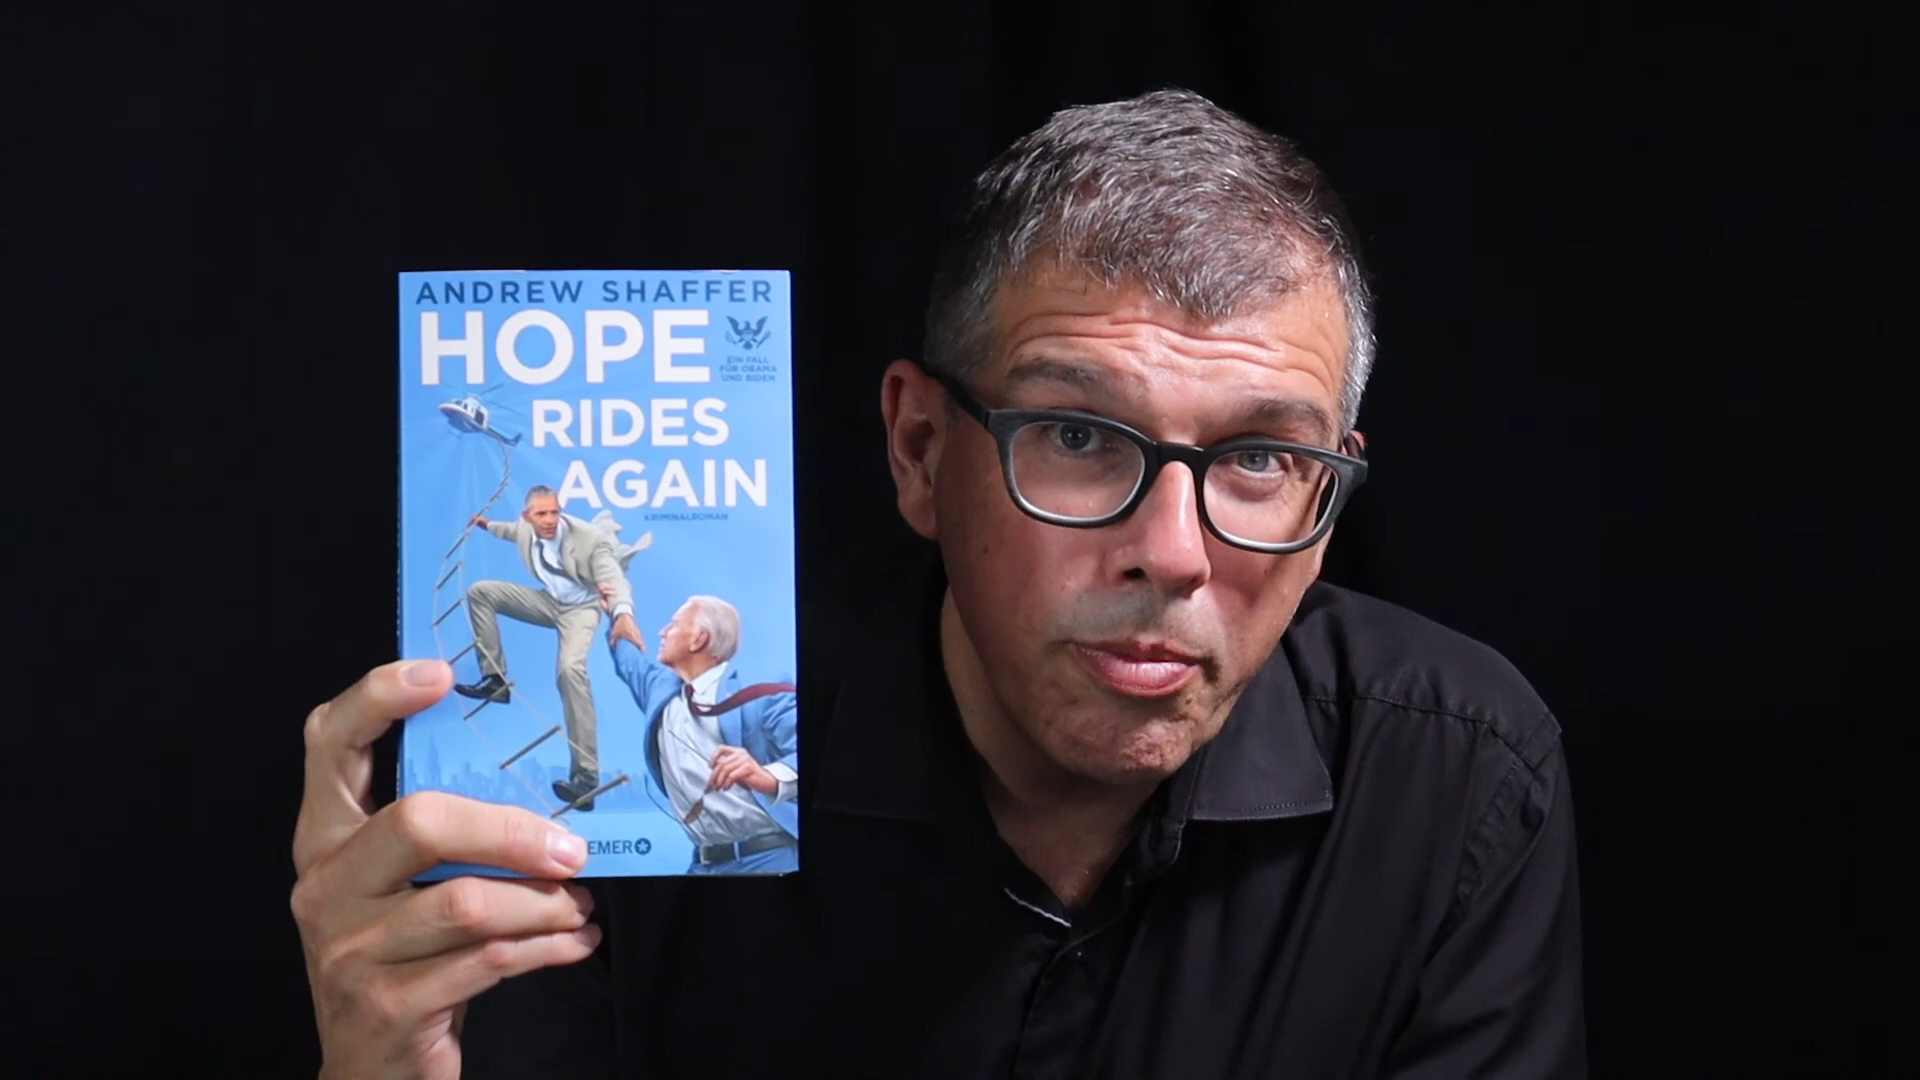 ANDREW SHAFFER
HOPE
EIN FALL
FÜR OBAMA
UND BIDEN
RIDES
AGAIN
KRIMINALROMAN
EMER